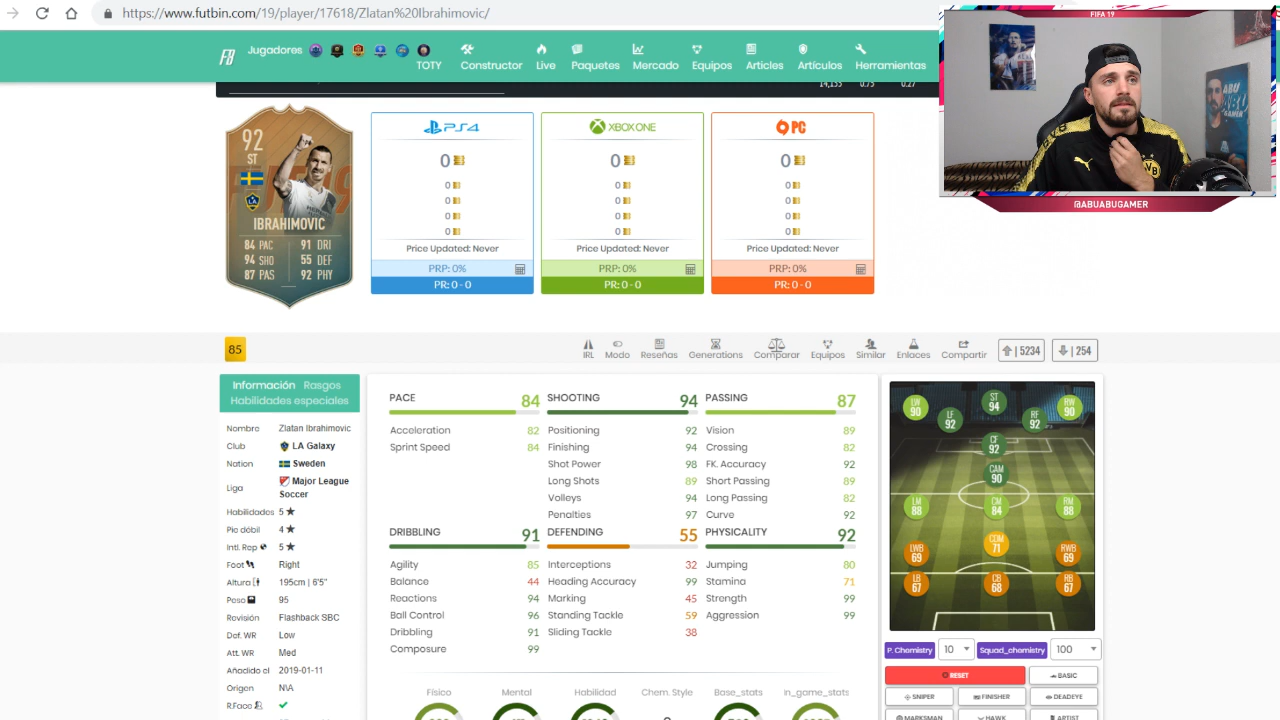 https://www.futbin.com/19/player/17618/Zlatan%20Ibrahimovic/
FIFA 19
Jugadores
TOTY
Constructor
Live
Paquetes
Mercado
Equipos
Articles
Artículos
Herramientas
ABU
ABU
GAMER
@ABUABUGAMER
14,155 0.75 0.27
92
ST
IBRAHIMOVIC
84 PAC 91 DRI
94 SHO 55 DEF
87 PAS 92 PHY
PS4
0
0
0
0
0
Price Updated: Never
PRP: 0%
PR: 0 - 0
XBOX ONE
0
0
0
0
0
Price Updated: Never
PRP: 0%
PR: 0 - 0
PC
0
0
0
0
0
Price Updated: Never
PRP: 0%
PR: 0 - 0
85
IRL Modo Reseñas Generations Comparar Equipos Similar Enlaces Compartir | 5234 | 254
Información Rasgos
Habilidades especiales
Nombre Zlatan Ibrahimovic
Club LA Galaxy
Nation Sweden
Liga Major League
Soccer
Habilidades 5
Pie débil 4
Intl. Rep 5
Foot Right
Altura 195cm | 6'5"
Peso 95
Revisión Flashback SBC
Def. WR Low
Att. WR Med
Añadido el 2019-01-11
Origen N\A
R.Face
PACE 84
Acceleration 82
Sprint Speed 84
SHOOTING 94
Positioning 92
Finishing 94
Shot Power 98
Long Shots 89
Volleys 94
Penalties 97
PASSING 87
Vision 89
Crossing 82
FK. Accuracy 92
Short Passing 89
Long Passing 82
Curve 92
DRIBBLING 91
Agility 85
Balance 44
Reactions 94
Ball Control 96
Dribbling 91
Composure 99
DEFENDING 55
Interceptions 32
Heading Accuracy 99
Marking 45
Standing Tackle 59
Sliding Tackle 38
PHYSICALITY 92
Jumping 80
Stamina 71
Strength 99
Aggression 99
Físico Mental Habilidad Chem. Style Base_stats In_game_stats
LW
90
ST
94
RW
90
LF
92
RF
92
CF
92
CAM
90
LM
88
CM
84
RM
88
CDM
71
LWB
69
RWB
69
LB
67
CB
68
RB
67
P. Chemistry 10 Squad_chemistry 100
RESET BASIC
SNIPER FINISHER DEADEYE
MARKSMAN HAWK ARTIST